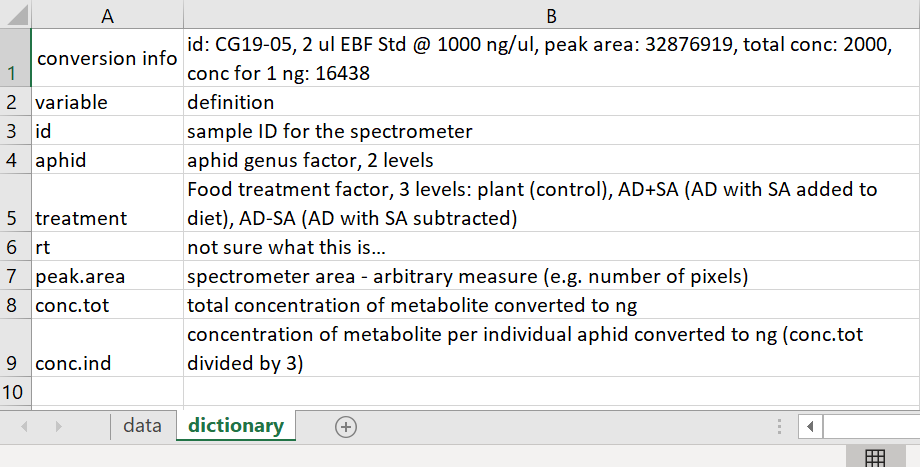 A B
1 conversion info id: CG19-05, 2 ul EBF Std @ 1000 ng/ul, peak area: 32876919, total conc: 2000,
conc for 1 ng: 16438
2 variable definition
3 id sample ID for the spectrometer
4 aphid aphid genus factor, 2 levels
5 treatment Food treatment factor, 3 levels: plant (control), AD+SA (AD with SA added to
diet), AD-SA (AD with SA subtracted)
6 rt not sure what this is...
7 peak.area spectrometer area - arbitrary measure (e.g. number of pixels)
8 conc.tot total concentration of metabolite converted to ng
9 conc.ind concentration of metabolite per individual aphid converted to ng (conc.tot
divided by 3)
10
data dictionary